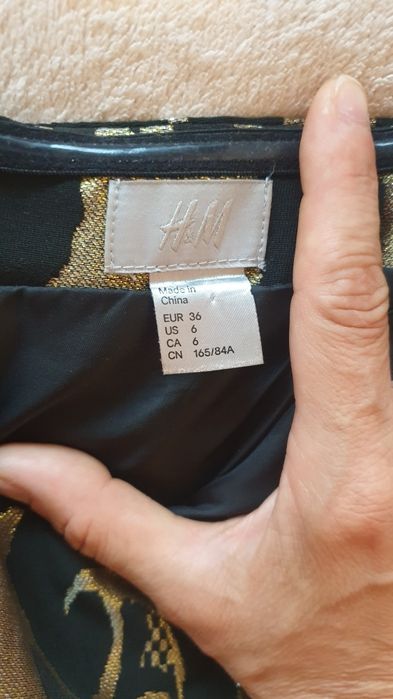 H&M
Made in
China
EUR 36
US 6
CA 6
CN 165/84A